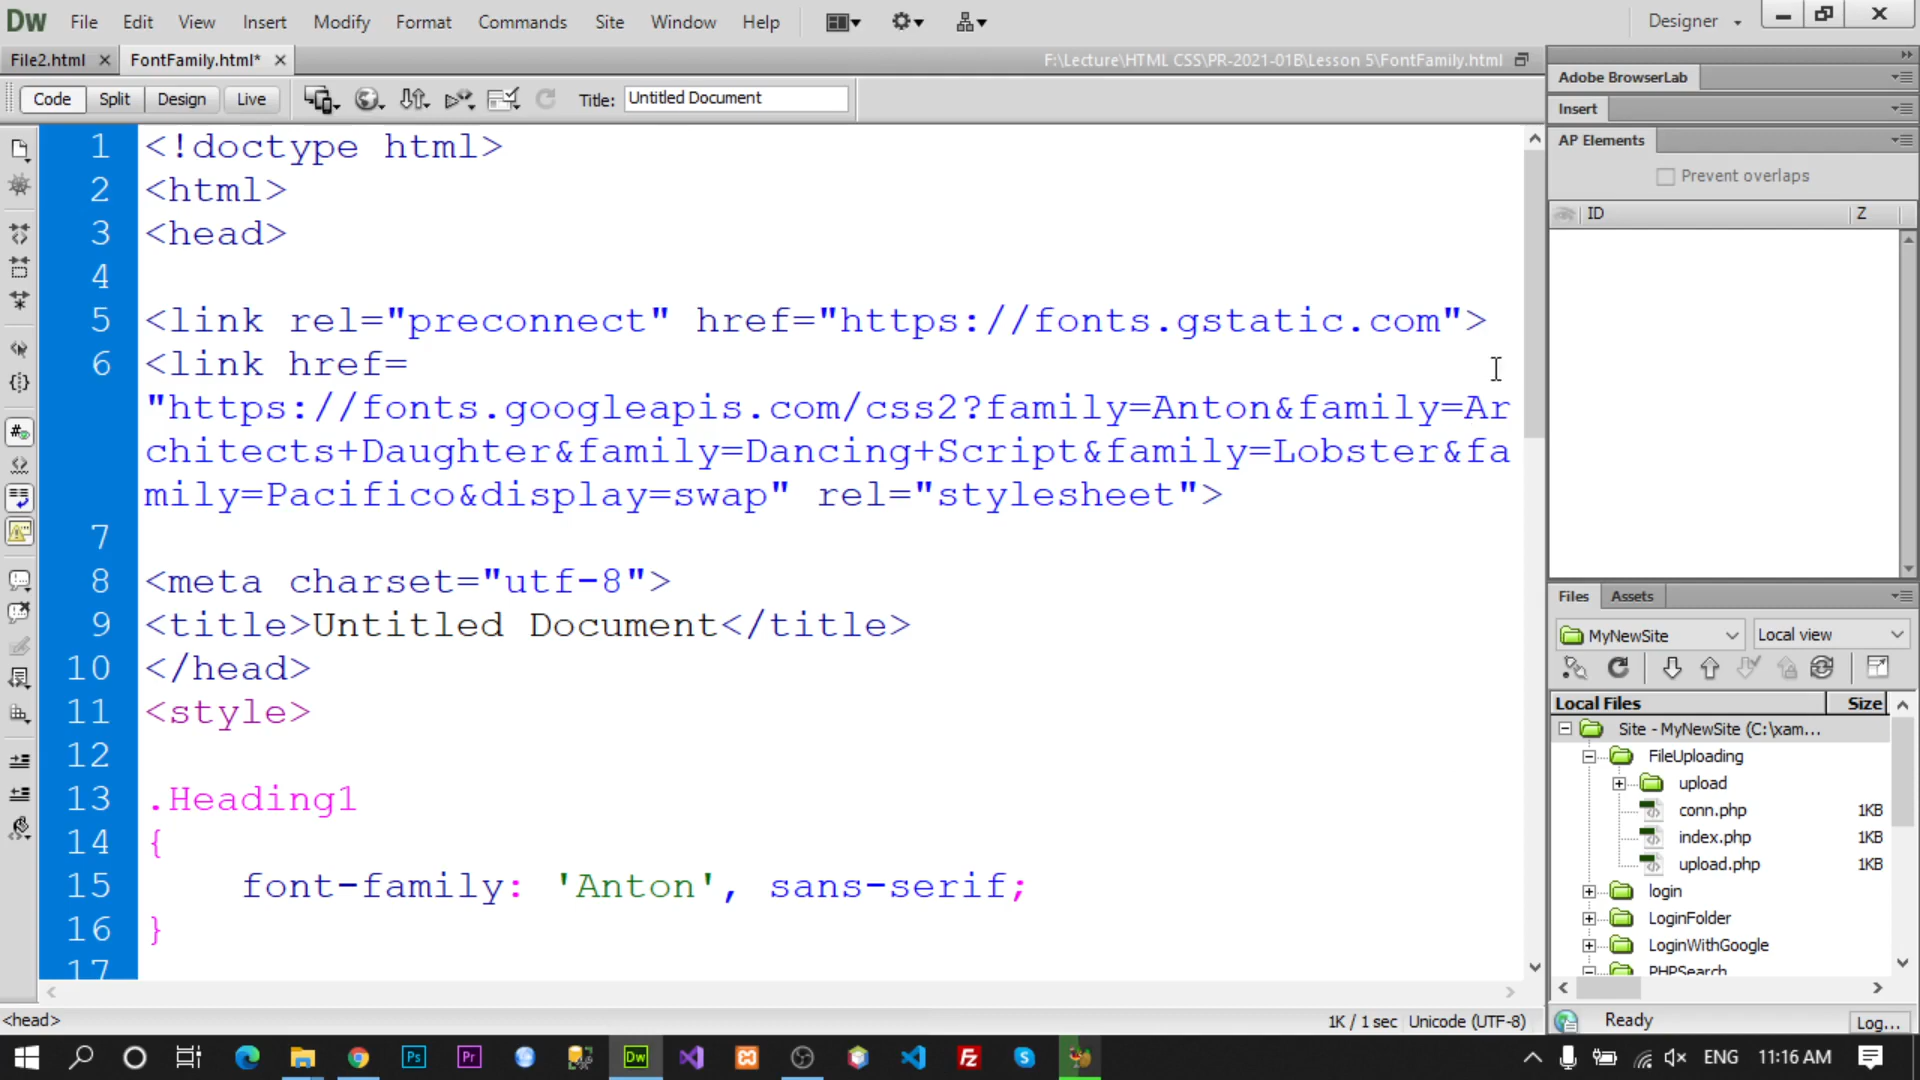 Dw File Edit View Insert Modify Format Commands Site Window Help Designer
File2.html FontFamily.html* F:\Lecture\HTML CSS\PR-2021-01B\Lesson 5\FontFamily.html
Code Split Design Live Title: Untitled Document
1 <!doctype html>
2 <html>
3 <head>
4
5 <link rel="preconnect" href="https://fonts.gstatic.com">
6 <link href=
"https://fonts.googleapis.com/css2?family=Anton&family=Ar
chitects+Daughter&family=Dancing+Script&family=Lobster&fa
mily=Pacifico&display=swap" rel="stylesheet">
7
8 <meta charset="utf-8">
9 <title>Untitled Document</title>
10 </head>
11 <style>
12
13 .Heading1
14 {
15 font-family: 'Anton', sans-serif;
16 }
17
<head> 1K / 1 sec Unicode (UTF-8)
Adobe BrowserLab
Insert
AP Elements
Prevent overlaps
ID Z
Files Assets
MyNewSite Local view
Local Files Size
Site - MyNewSite (C:\xam...
FileUploading
upload
conn.php 1KB
index.php 1KB
upload.php 1KB
login
LoginFolder
LoginWithGoogle
PHPSearch
Ready Log...
Ps Pr Dw Fz ENG 11:16 AM